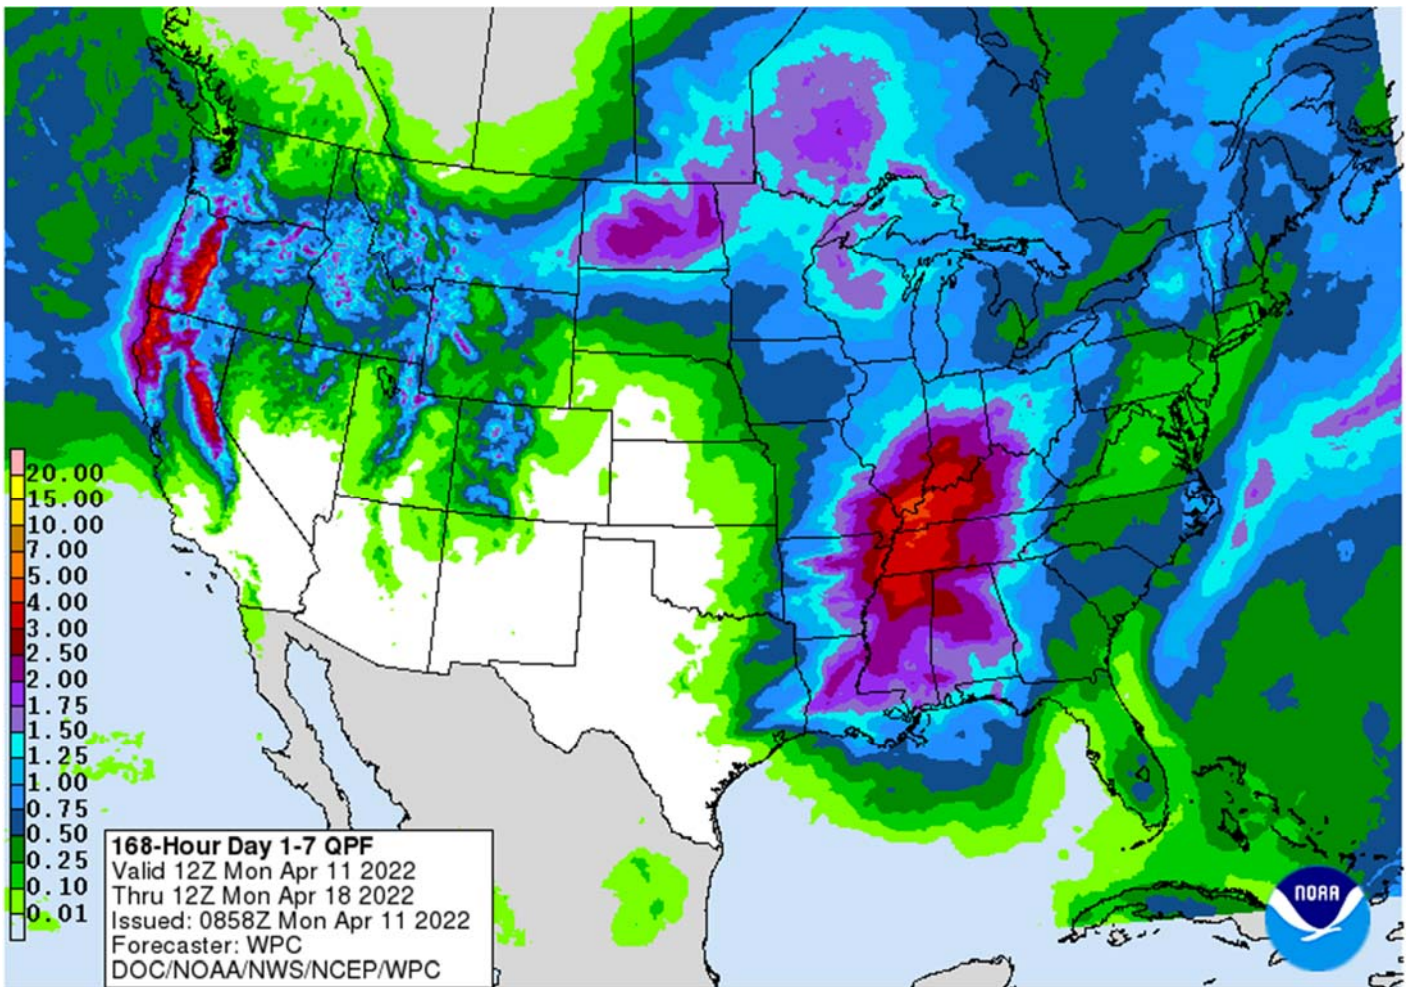 20.00
15.00
10.00
7.00
5.00
4.00
3.00
2.50
2.00
1.75
1.50
1.25
1.00
0.75
0.50
0.25
0.10
0.01
168-Hour Day 1-7 QPF
Valid 12Z Mon Apr 11 2022
Thru 12Z Mon Apr 18 2022
Issued: 0858Z Mon Apr 11 2022
Forecaster: WPC
DOC/NOAA/NWS/NCEP/WPC
NOAA